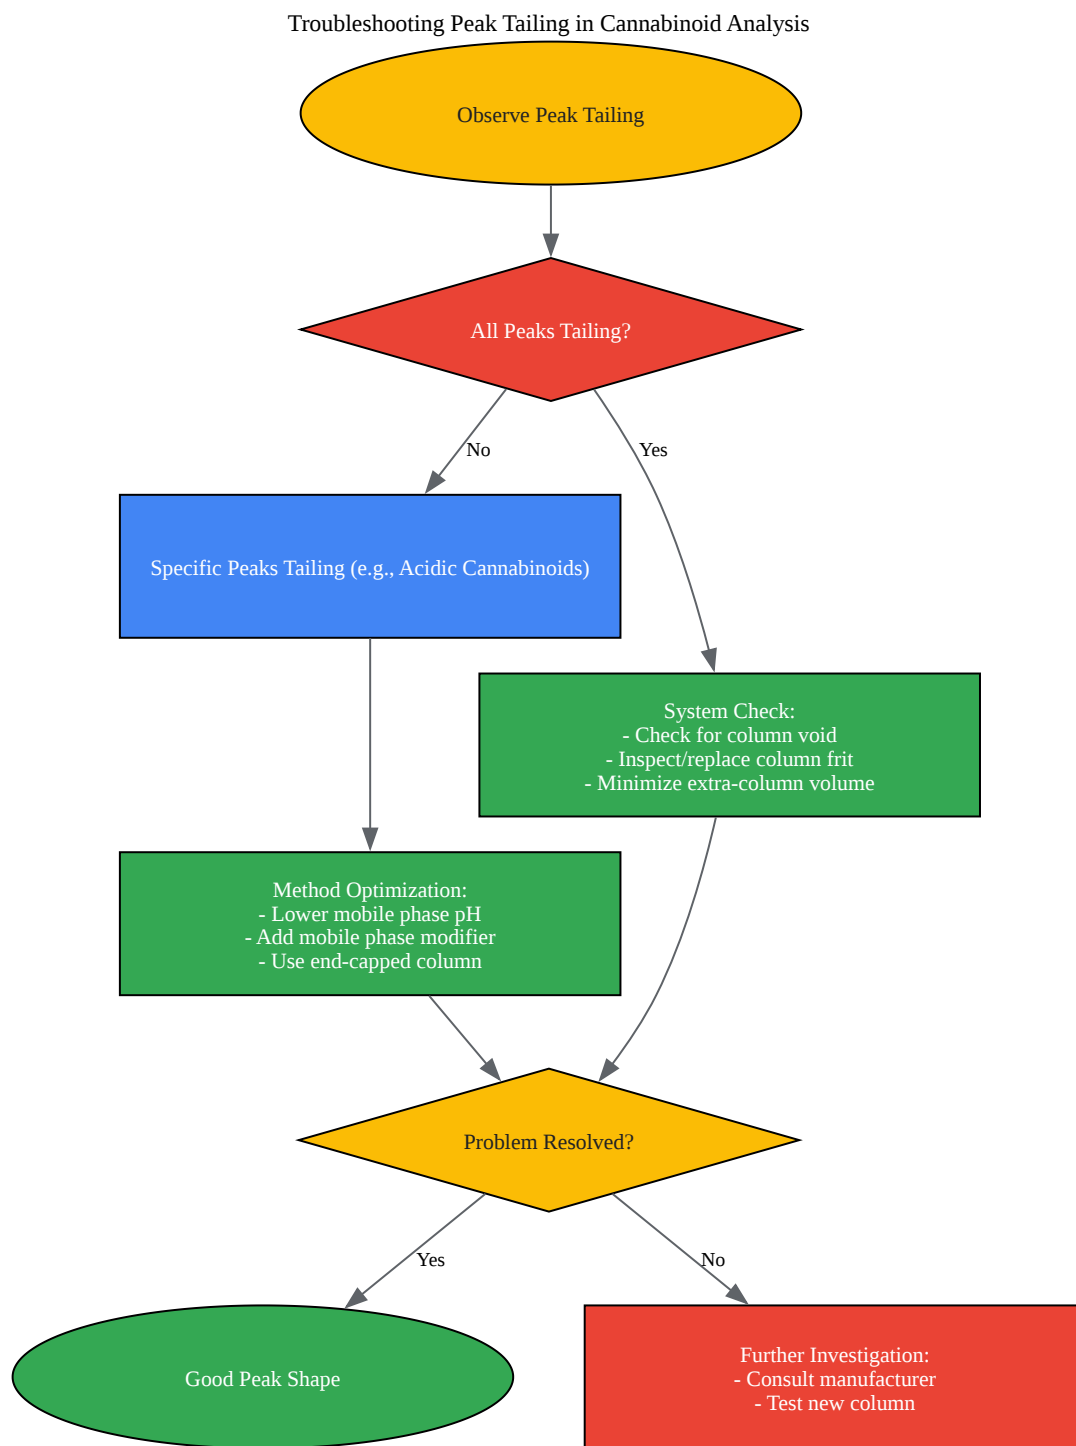 Troubleshooting Peak Tailing in Cannabinoid Analysis
Observe Peak Tailing
All Peaks Tailing?
No
Yes
Specific Peaks Tailing (e.g., Acidic Cannabinoids)
System Check:
- Check for column void
- Inspect/replace column frit
- Minimize extra-column volume
Method Optimization:
- Lower mobile phase pH
- Add mobile phase modifier
- Use end-capped column
Problem Resolved?
Yes
No
Good Peak Shape
Further Investigation:
- Consult manufacturer
- Test new column